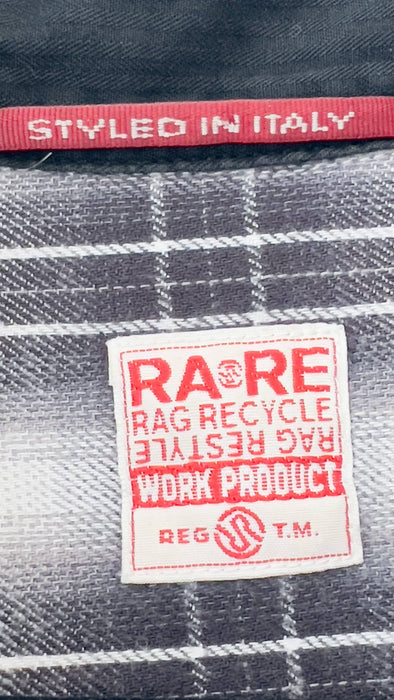 STYLED IN ITALY
RA RE
RAG RECYCLE
RAG RESTYLE
WORK PRODUCT
REG T.M.